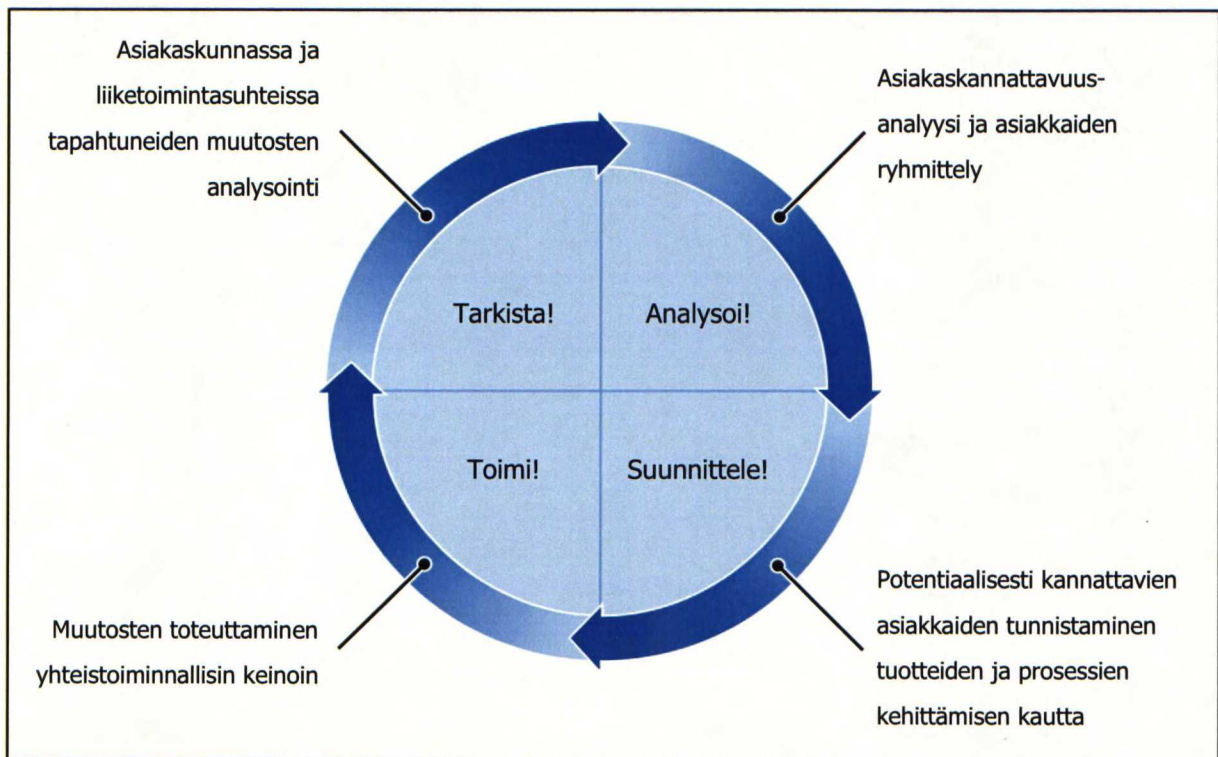 Asiakaskunnassa ja
liiketoimintasuhteissa
tapahtuneiden muutosten
analysointi
Asiakaskannattavuus-
analyysi ja asiakkaiden
ryhmittely
Tarkista!
Analysoi!
Toimi!
Suunnittele!
Muutosten toteuttaminen
yhteistoiminnallisin keinoin
Potentiaalisesti kannattavien
asiakkaiden tunnistaminen
tuotteiden ja prosessien
kehittämisen kautta